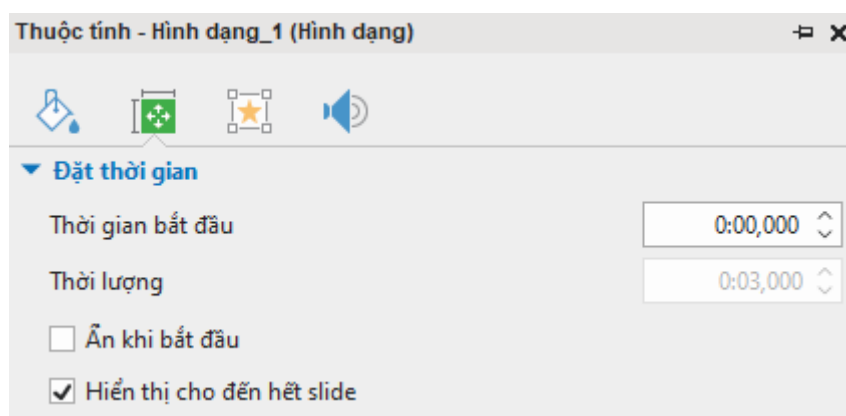 Thuộc tính - Hình dạng_1 (Hình dạng)
Đặt thời gian
Thời gian bắt đầu 0:00,000
Thời lượng 0:03,000
Ẩn khi bắt đầu
Hiển thị cho đến hết slide